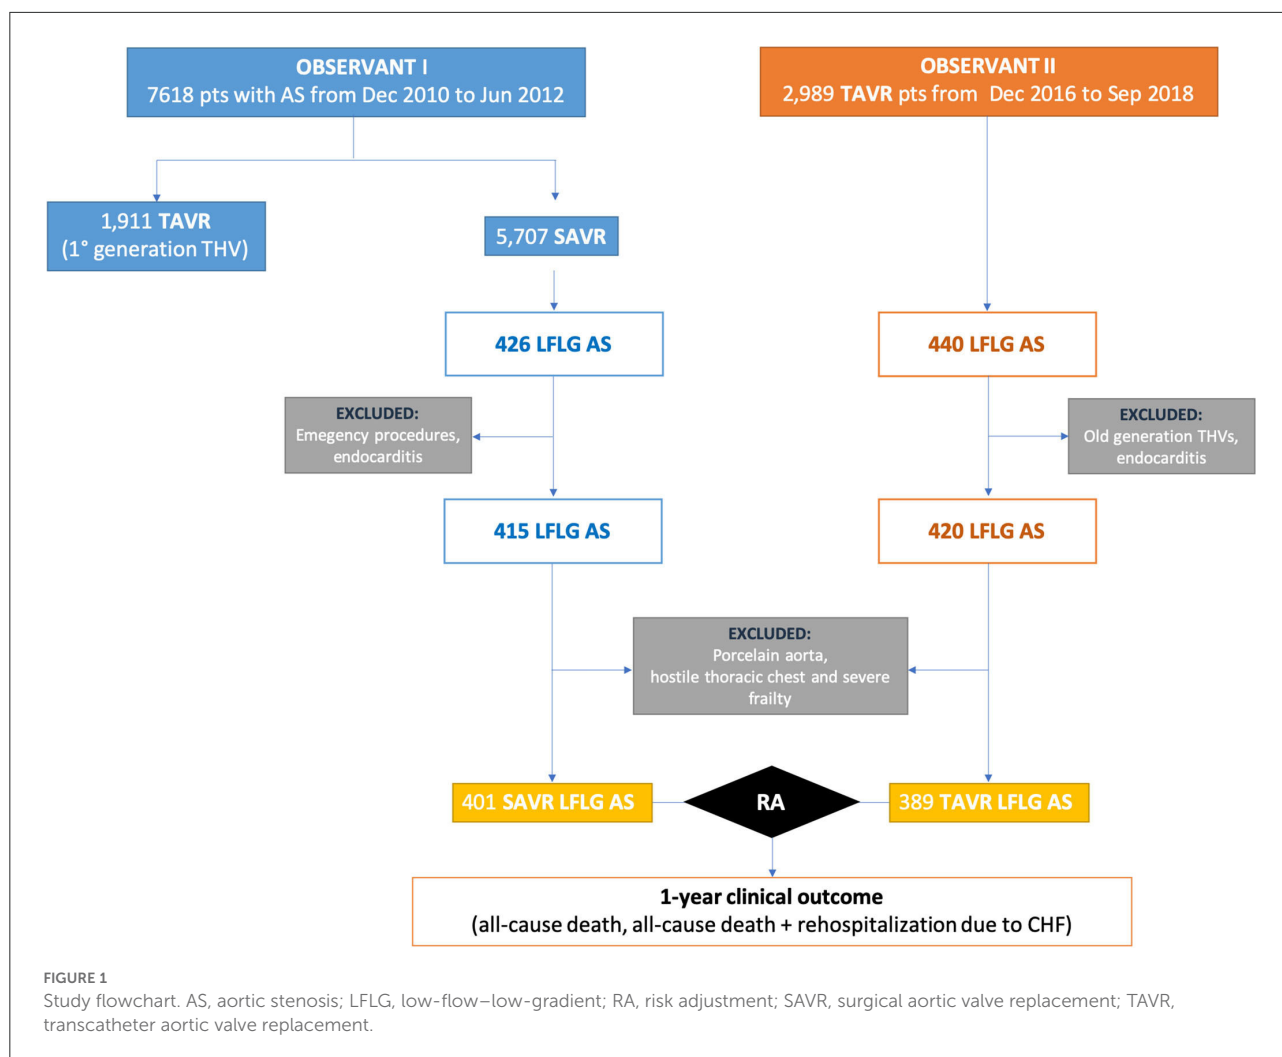 OBSERVANT I
7618 pts with AS from Dec 2010 to Jun 2012
OBSERVANT II
2,989 TAVR pts from Dec 2016 to Sep 2018
1,911 TAVR
(1° generation THV)
5,707 SAVR
426 LFLG AS
440 LFLG AS
EXCLUDED:
Emegency procedures,
endocarditis
EXCLUDED:
Old generation THVs,
endocarditis
415 LFLG AS
420 LFLG AS
EXCLUDED:
Porcelain aorta,
hostile thoracic chest and severe
frailty
401 SAVR LFLG AS
RA
389 TAVR LFLG AS
1-year clinical outcome
(all-cause death, all-cause death + rehospitalization due to CHF)
FIGURE 1
Study flowchart. AS, aortic stenosis; LFLG, low-flow–low-gradient; RA, risk adjustment; SAVR, surgical aortic valve replacement; TAVR,
transcatheter aortic valve replacement.